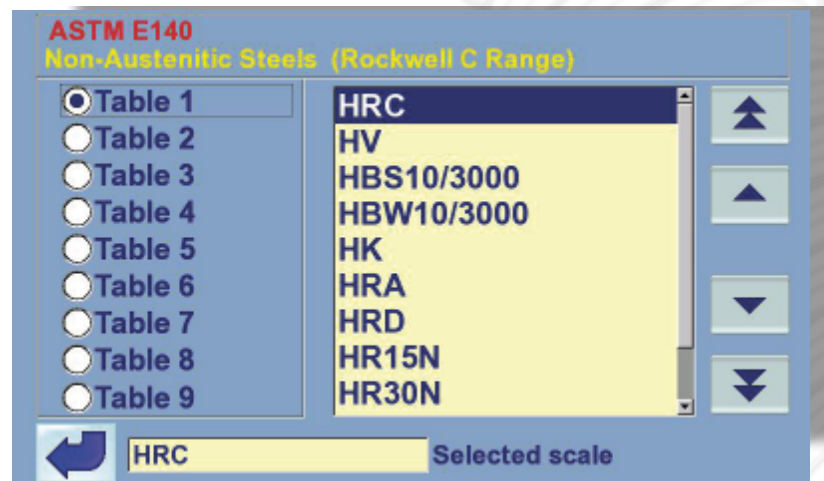 ASTM E140
Non-Austenitic Steels (Rockwell C Range)
Table 1
Table 2
Table 3
Table 4
Table 5
Table 6
Table 7
Table 8
Table 9
HRC
HV
HBS10/3000
HBW10/3000
HK
HRA
HRD
HR15N
HR30N
HRC
Selected scale